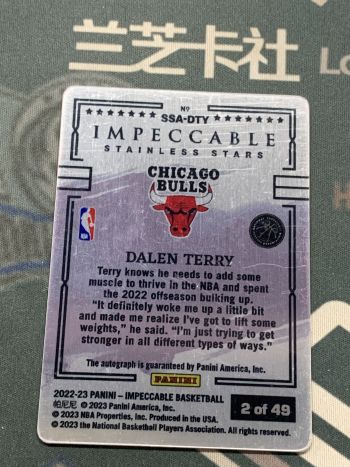 兰芝卡社 Lo
Nº
SSA-DTY
IMPECCABLE
STAINLESS STARS
CHICAGO
BULLS
NBA
DALEN TERRY
Terry knows he needs to add some
muscle to thrive in the NBA and spent
the 2022 offseason bulking up.
"It definitely woke me up a little bit
and made me realize I've got to lift some
weights," he said. "I'm just trying to get
stronger in all different types of ways."
The autograph is guaranteed by Panini America, Inc.
PANINI
2022-23 PANINI – IMPECCABLE BASKETBALL
帕尼尼 © 2023 Panini America, Inc.
© 2023 NBA Properties, Inc. Produced in the USA.
© 2023 the National Basketball Players Association. All rights reserved.
2 of 49